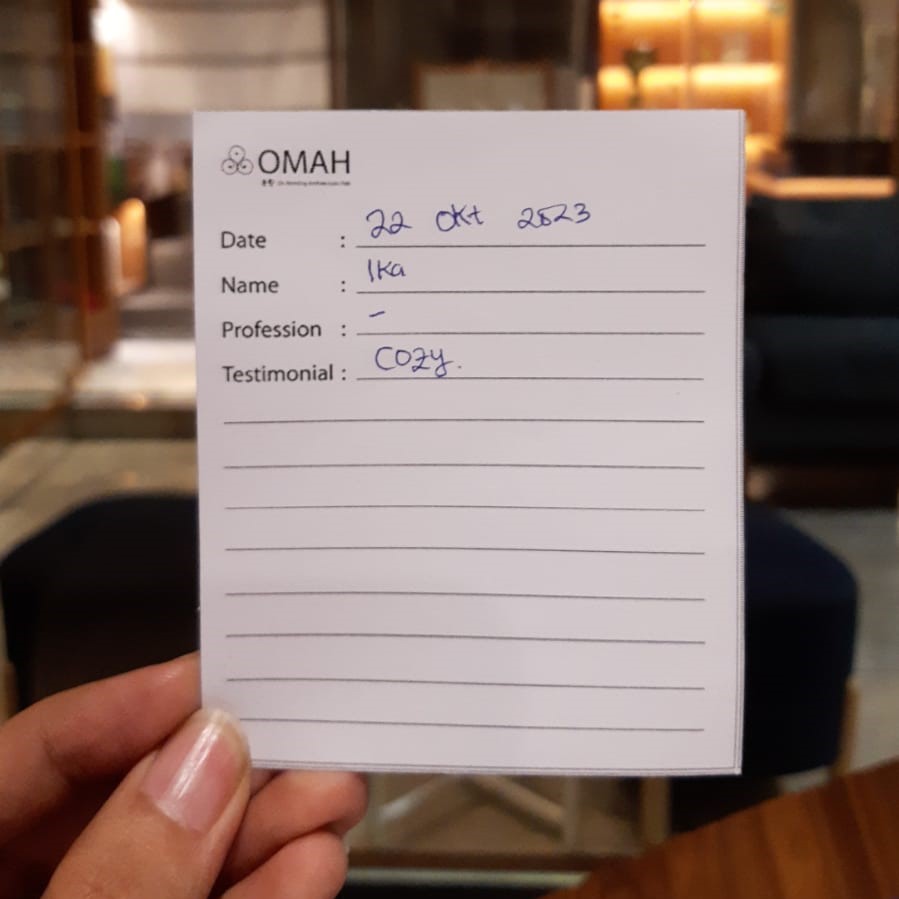 OMAH
Date : 22 Okt 2023
Name : Ika
Profession : -
Testimonial : Cozy.